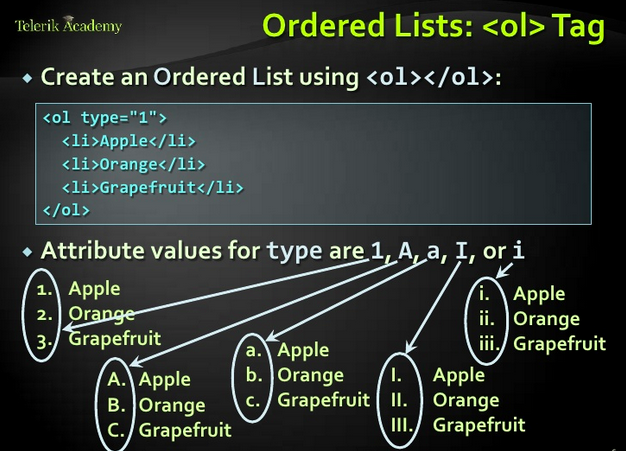 Telerik Academy
Ordered Lists: <ol> Tag
Create an Ordered List using <ol></ol>:
<ol type="1">
<li>Apple</li>
<li>Orange</li>
<li>Grapefruit</li>
</ol>
Attribute values for type are 1, A, a, I, or i
1. Apple
2. Orange
3. Grapefruit
A. Apple
B. Orange
C. Grapefruit
a. Apple
b. Orange
c. Grapefruit
I. Apple
II. Orange
III. Grapefruit
i. Apple
ii. Orange
iii. Grapefruit